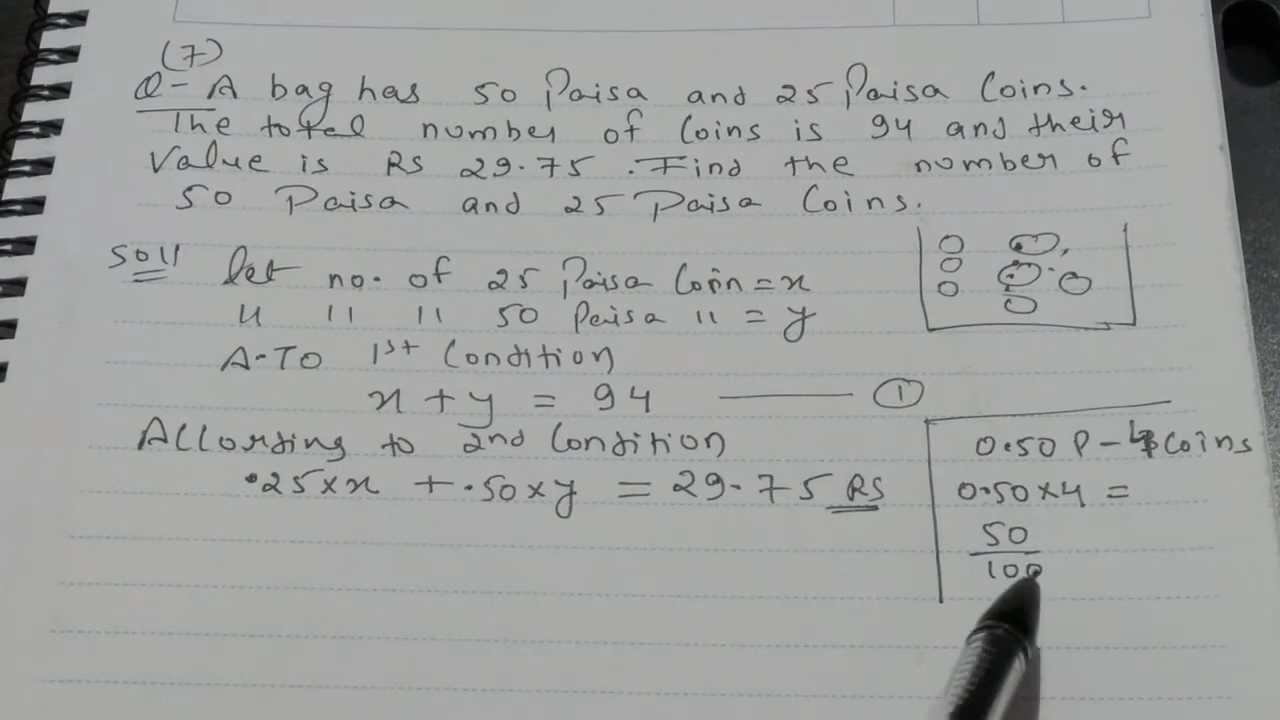 (7)
Q- A bag has 50 Paisa and 25 Paisa Coins.
The total number of Coins is 94 and their
Value is RS 29.75. Find the number of
50 Paisa and 25 Paisa Coins.
Sol| let no. of 25 Paisa Coin = x
" " " 50 Paisa " = y
A-TO 1st Condition
x + y = 94 ①
According to 2nd Condition
.25 × x + .50 × y = 29.75 RS
0.50 P - 4 Coins
0.50 × 4 =
50
100